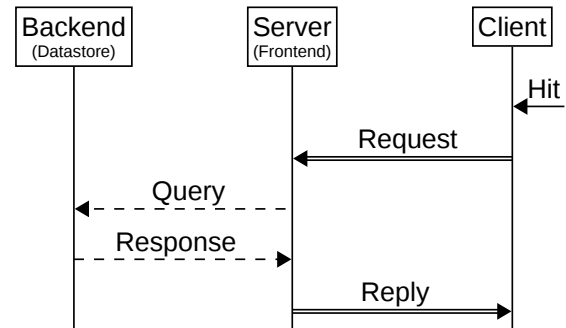 Backend
(Datastore)
Server
(Frontend)
Client
Hit
Request
Query
Response
Reply